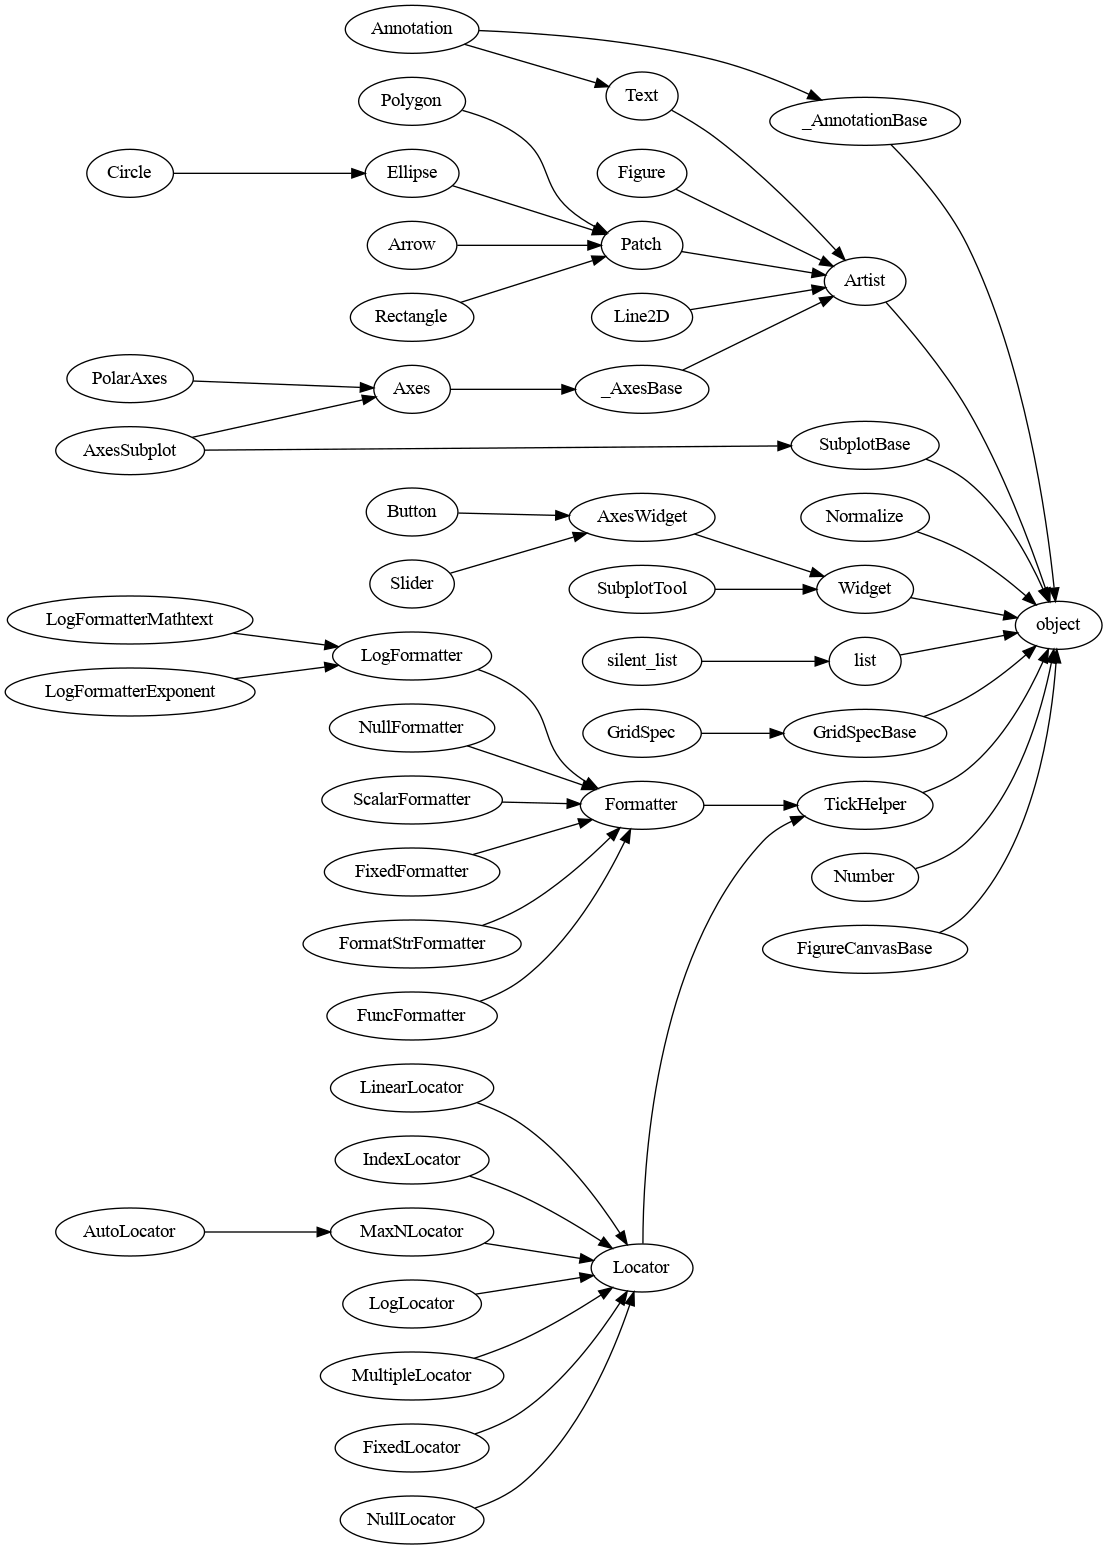 Annotation
Polygon
Text
_AnnotationBase
Circle
Ellipse
Figure
Arrow
Patch
Artist
Rectangle
Line2D
PolarAxes
Axes
_AxesBase
AxesSubplot
SubplotBase
Button
AxesWidget
Normalize
Slider
SubplotTool
Widget
LogFormatterMathtext
object
LogFormatter
silent_list
list
LogFormatterExponent
NullFormatter
GridSpec
GridSpecBase
ScalarFormatter
Formatter
TickHelper
FixedFormatter
Number
FormatStrFormatter
FigureCanvasBase
FuncFormatter
LinearLocator
IndexLocator
AutoLocator
MaxNLocator
Locator
LogLocator
MultipleLocator
FixedLocator
NullLocator